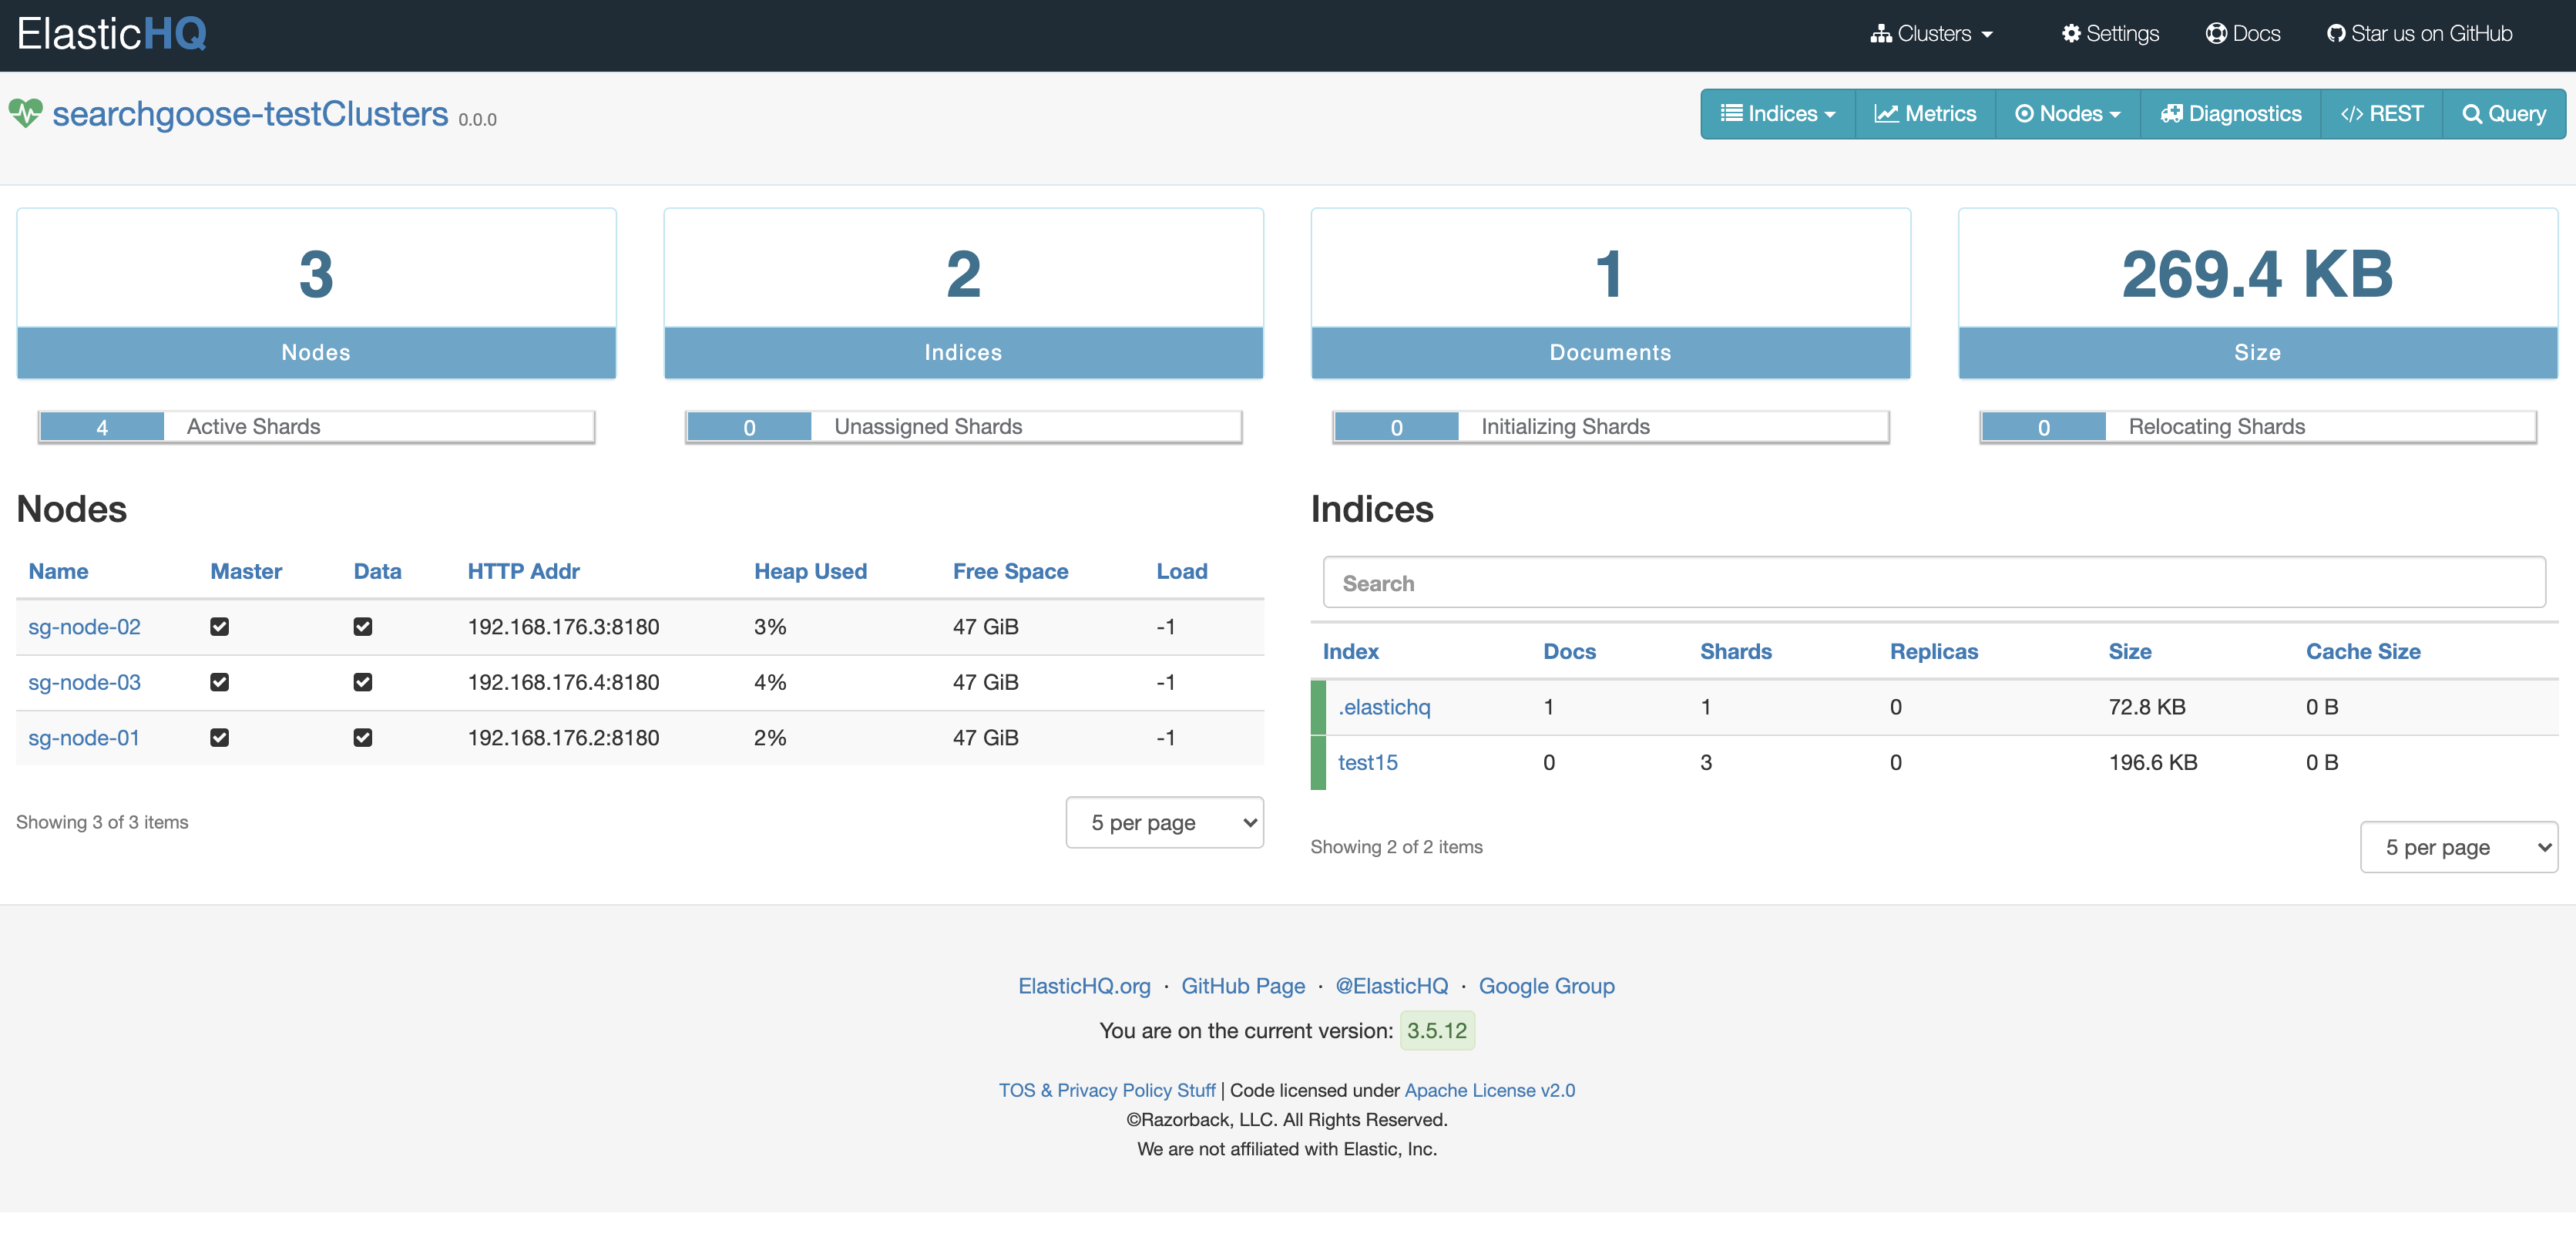 ElasticHQ
Clusters Settings Docs Star us on GitHub
searchgoose-testClusters 0.0.0
Indices Metrics Nodes Diagnostics REST Query
3
Nodes
2
Indices
1
Documents
269.4 KB
Size
4 Active Shards
0 Unassigned Shards
0 Initializing Shards
0 Relocating Shards
Nodes
Name Master Data HTTP Addr Heap Used Free Space Load
sg-node-02 192.168.176.3:8180 3% 47 GiB -1
sg-node-03 192.168.176.4:8180 4% 47 GiB -1
sg-node-01 192.168.176.2:8180 2% 47 GiB -1
Showing 3 of 3 items 5 per page
Indices
Search
Index Docs Shards Replicas Size Cache Size
.elastichq 1 1 0 72.8 KB 0 B
test15 0 3 0 196.6 KB 0 B
Showing 2 of 2 items 5 per page
ElasticHQ.org · GitHub Page · @ElasticHQ · Google Group
You are on the current version: 3.5.12
TOS & Privacy Policy Stuff | Code licensed under Apache License v2.0
©Razorback, LLC. All Rights Reserved.
We are not affiliated with Elastic, Inc.